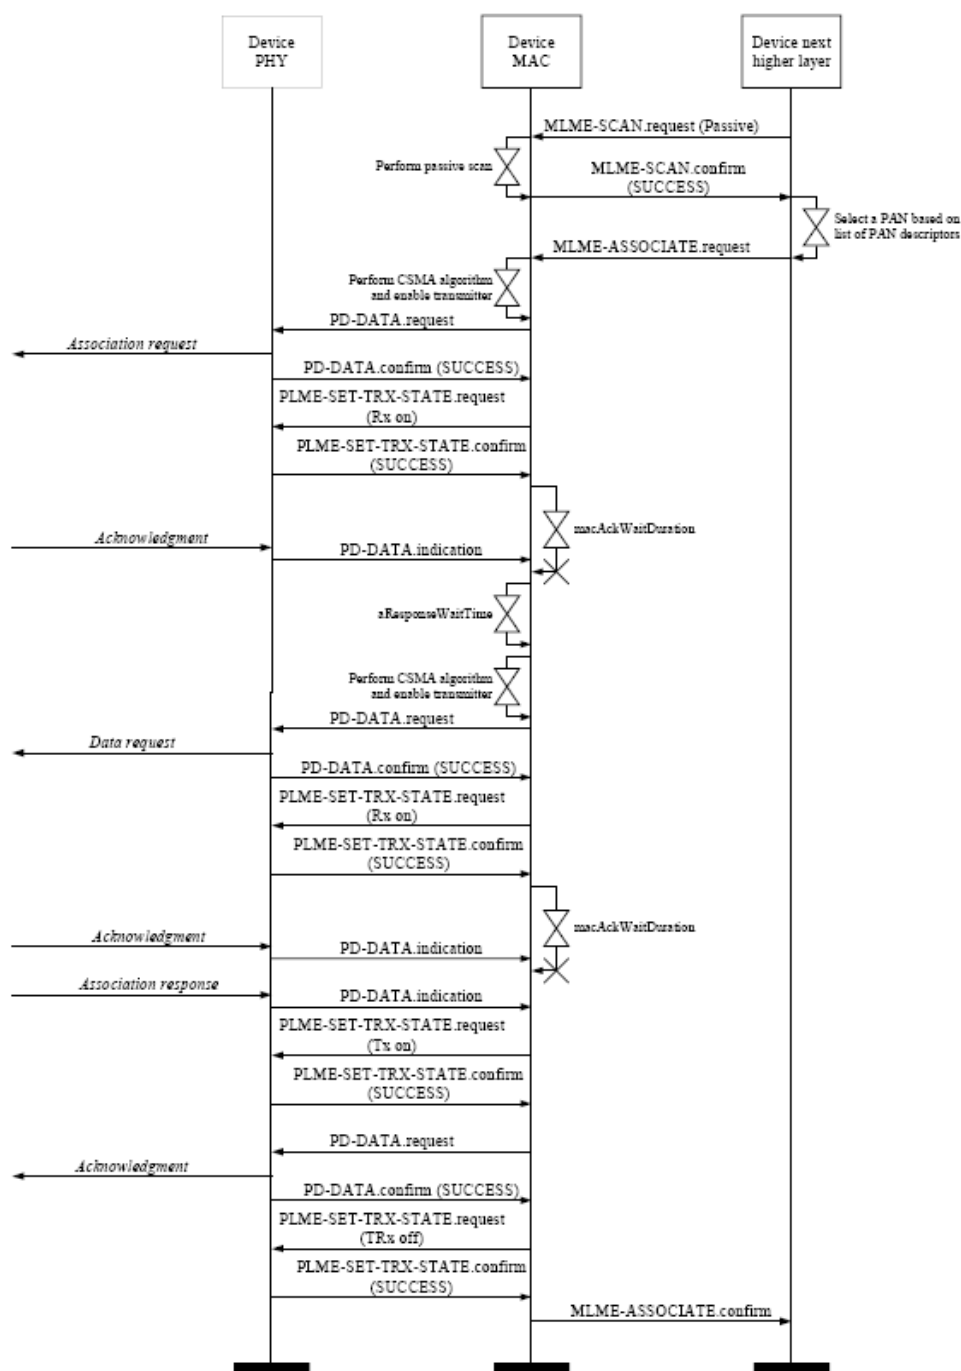 Device
PHY
Device
MAC
Device next
higher layer
MLME-SCAN.request (Passive)
Perform passive scan
MLME-SCAN.confirm
(SUCCESS)
Select a PAN based on
list of PAN descriptors
MLME-ASSOCIATE.request
Perform CSMA algorithm
and enable transmitter
PD-DATA.request
Association request
PD-DATA.confirm (SUCCESS)
PLME-SET-TRX-STATE.request
(Rx on)
PLME-SET-TRX-STATE.confirm
(SUCCESS)
macAckWaitDuration
Acknowledgment
PD-DATA.indication
aResponseWaitTime
Perform CSMA algorithm
and enable transmitter
PD-DATA.request
Data request
PD-DATA.confirm (SUCCESS)
PLME-SET-TRX-STATE.request
(Rx on)
PLME-SET-TRX-STATE.confirm
(SUCCESS)
macAckWaitDuration
Acknowledgment
PD-DATA.indication
Association response
PD-DATA.indication
PLME-SET-TRX-STATE.request
(Tx on)
PLME-SET-TRX-STATE.confirm
(SUCCESS)
PD-DATA.request
Acknowledgment
PD-DATA.confirm (SUCCESS)
PLME-SET-TRX-STATE.request
(TRx off)
PLME-SET-TRX-STATE.confirm
(SUCCESS)
MLME-ASSOCIATE.confirm